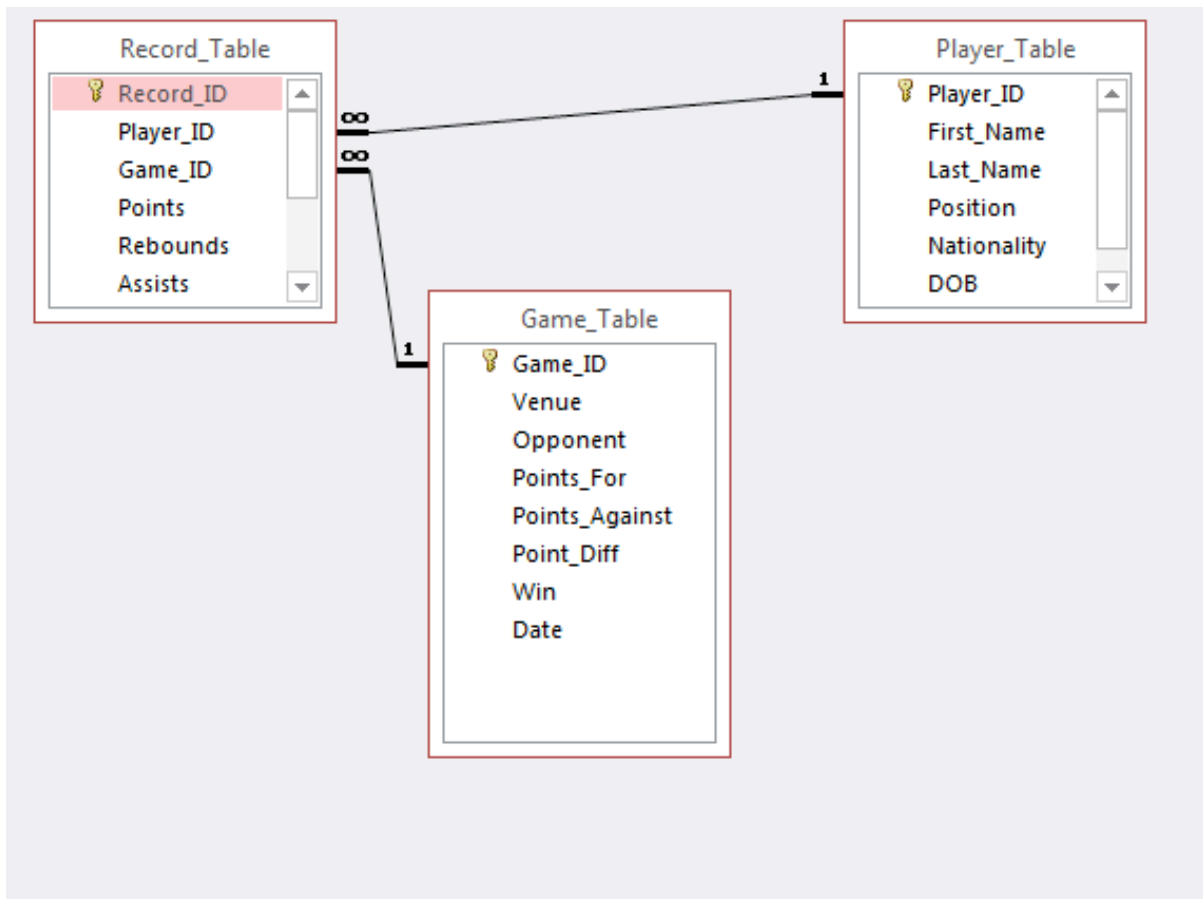 Record_Table
Record_ID
Player_ID
Game_ID
Points
Rebounds
Assists
∞
∞
1
1
Player_Table
Player_ID
First_Name
Last_Name
Position
Nationality
DOB
Game_Table
Game_ID
Venue
Opponent
Points_For
Points_Against
Point_Diff
Win
Date